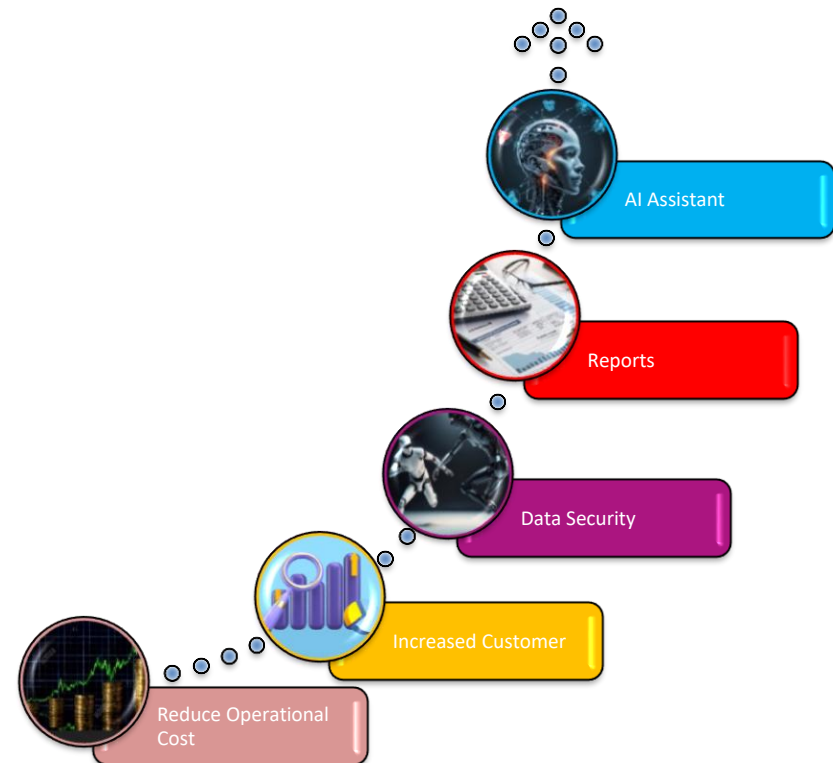 AI Assistant
Reports
Data Security
Increased Customer
Reduce Operational
Cost